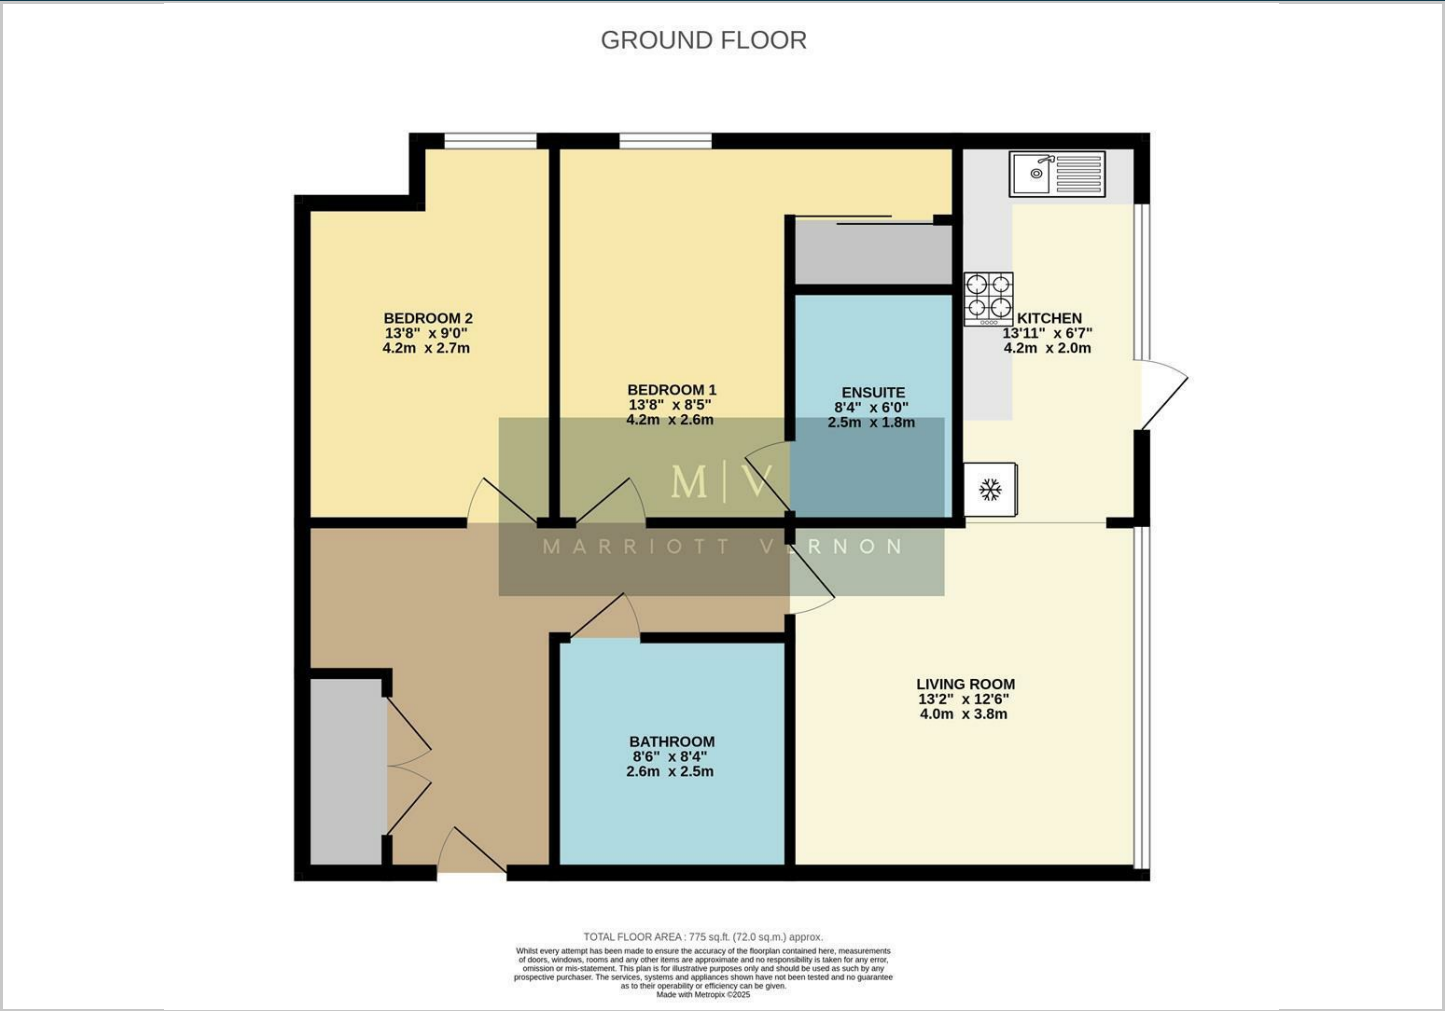 GROUND FLOOR
BEDROOM 2
13'8" x 9'0"
4.2m x 2.7m
BEDROOM 1
13'8" x 8'5"
4.2m x 2.6m
ENSUITE
8'4" x 6'0"
2.5m x 1.8m
KITCHEN
13'11" x 6'7"
4.2m x 2.0m
M|V
MARRIOTT VERNON
LIVING ROOM
13'2" x 12'6"
4.0m x 3.8m
BATHROOM
8'6" x 8'4"
2.6m x 2.5m
TOTAL FLOOR AREA : 775 sq.ft. (72.0 sq.m.) approx.
Whilst every attempt has been made to ensure the accuracy of the floorplan contained here, measurements
of doors, windows, rooms and any other items are approximate and no responsibility is taken for any error,
omission or mis-statement. This plan is for illustrative purposes only and should be used as such by any
prospective purchaser. The services, systems and appliances shown have not been tested and no guarantee
as to their operability or efficiency can be given.
Made with Metropix ©2025